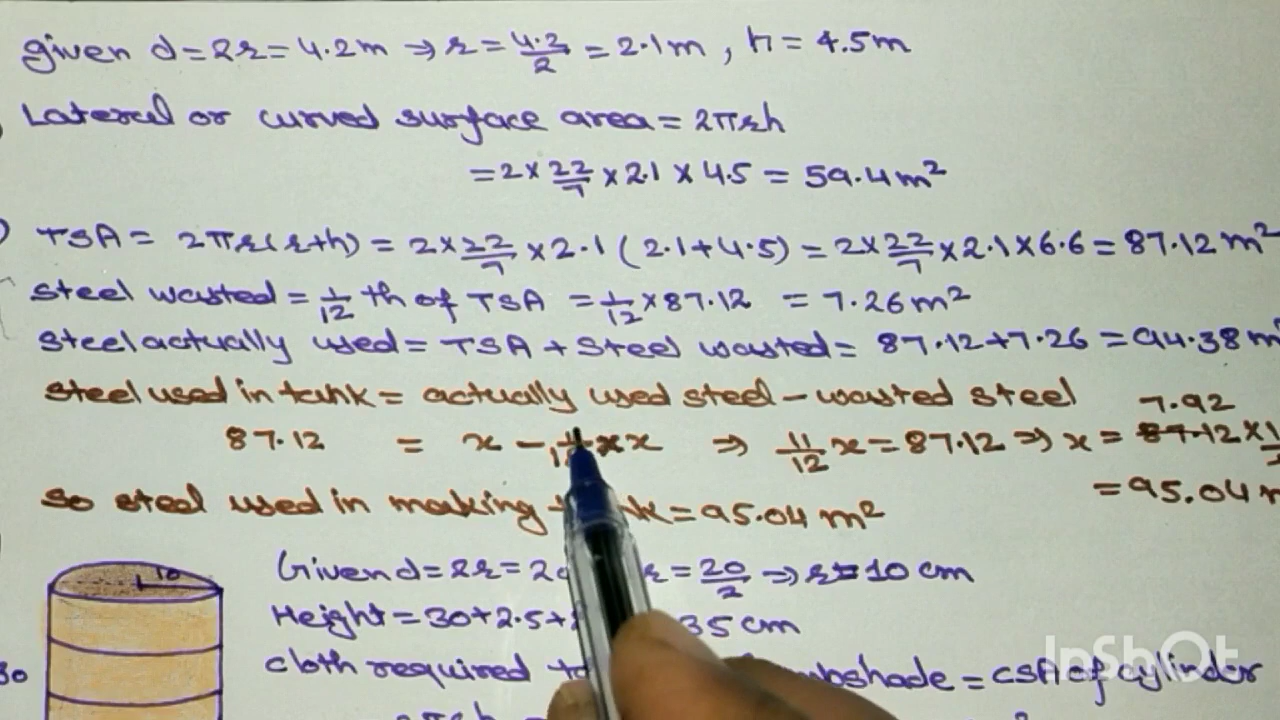 given d=2r=4.2m ⇒ r = 4.2/2 = 2.1m, h = 4.5m
Lateral or curved surface area = 2πrh
= 2 × 22/7 × 2.1 × 4.5 = 59.4 m²
) TSA = 2πr(r+h) = 2 × 22/7 × 2.1 (2.1+4.5) = 2 × 22/7 × 2.1 × 6.6 = 87.12 m²
Steel wasted = 1/12 th of TSA = 1/12 × 87.12 = 7.26 m²
Steel actually used = TSA + Steel wasted = 87.12+7.26 = 94.38 m
Steel used in tank = actually used steel - wasted steel
7.92
87.12 = x - 1/12 × x ⇒ 11/12 x = 87.12 ⇒ x = 87.12 ×
= 95.04
So steel used in making = 95.04 m²
10
Given d=2r= = 20/2 ⇒ r = 10 cm
Height = 30+2.5+ 35 cm
30
cloth required = CSA of cylinder
InShOt